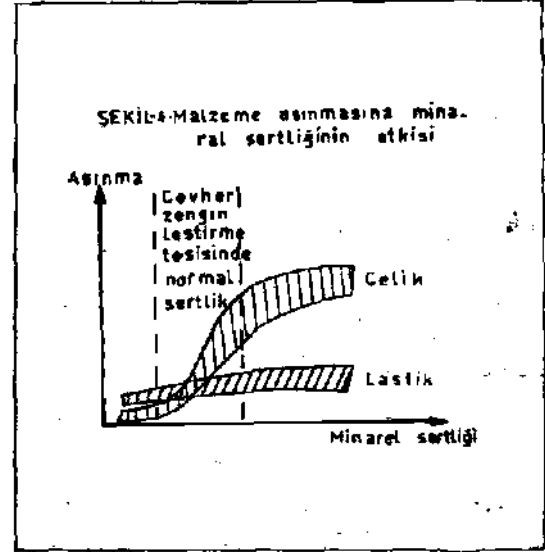 ŞEKİL-4-Malzeme aşınmasına mina-
ral sertliğinin etkisi
Aşınma
Cevher
zengin
leştirme
tesisinde
normal
sertlik
Çelik
Lastik
Minarel sertliği